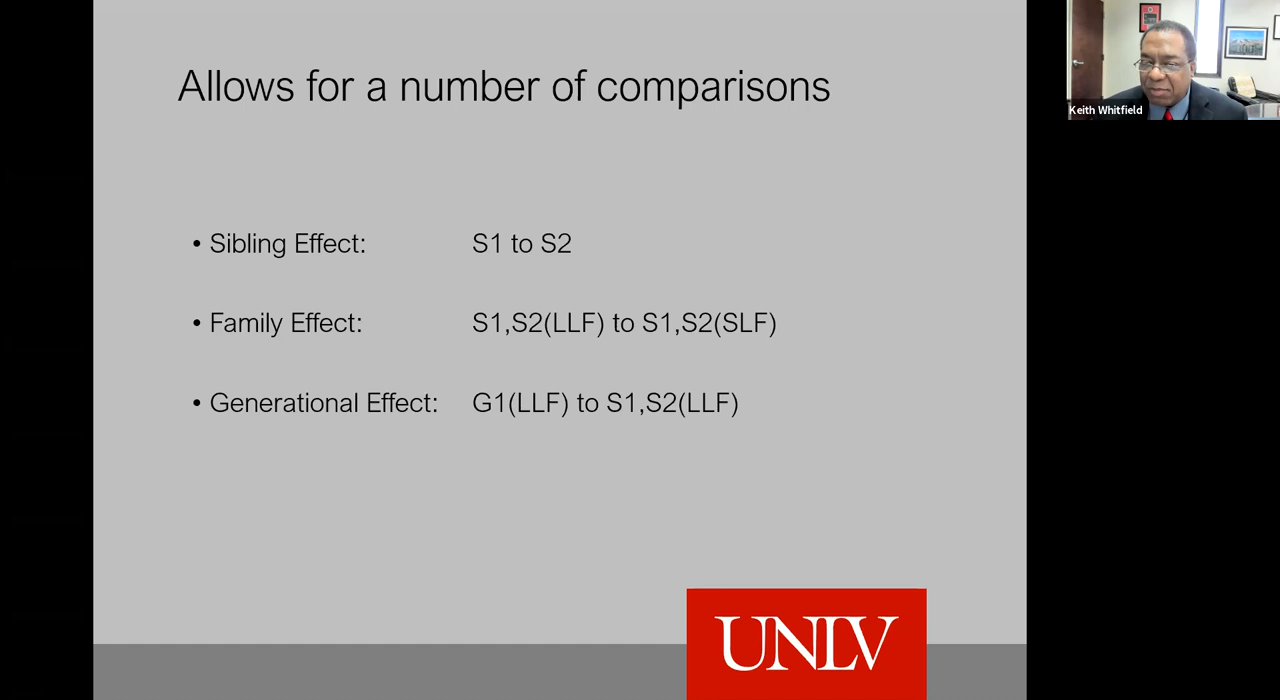 Allows for a number of comparisons
• Sibling Effect: S1 to S2
• Family Effect: S1,S2(LLF) to S1,S2(SLF)
• Generational Effect: G1(LLF) to S1,S2(LLF)
UNLV
Keith Whitfield